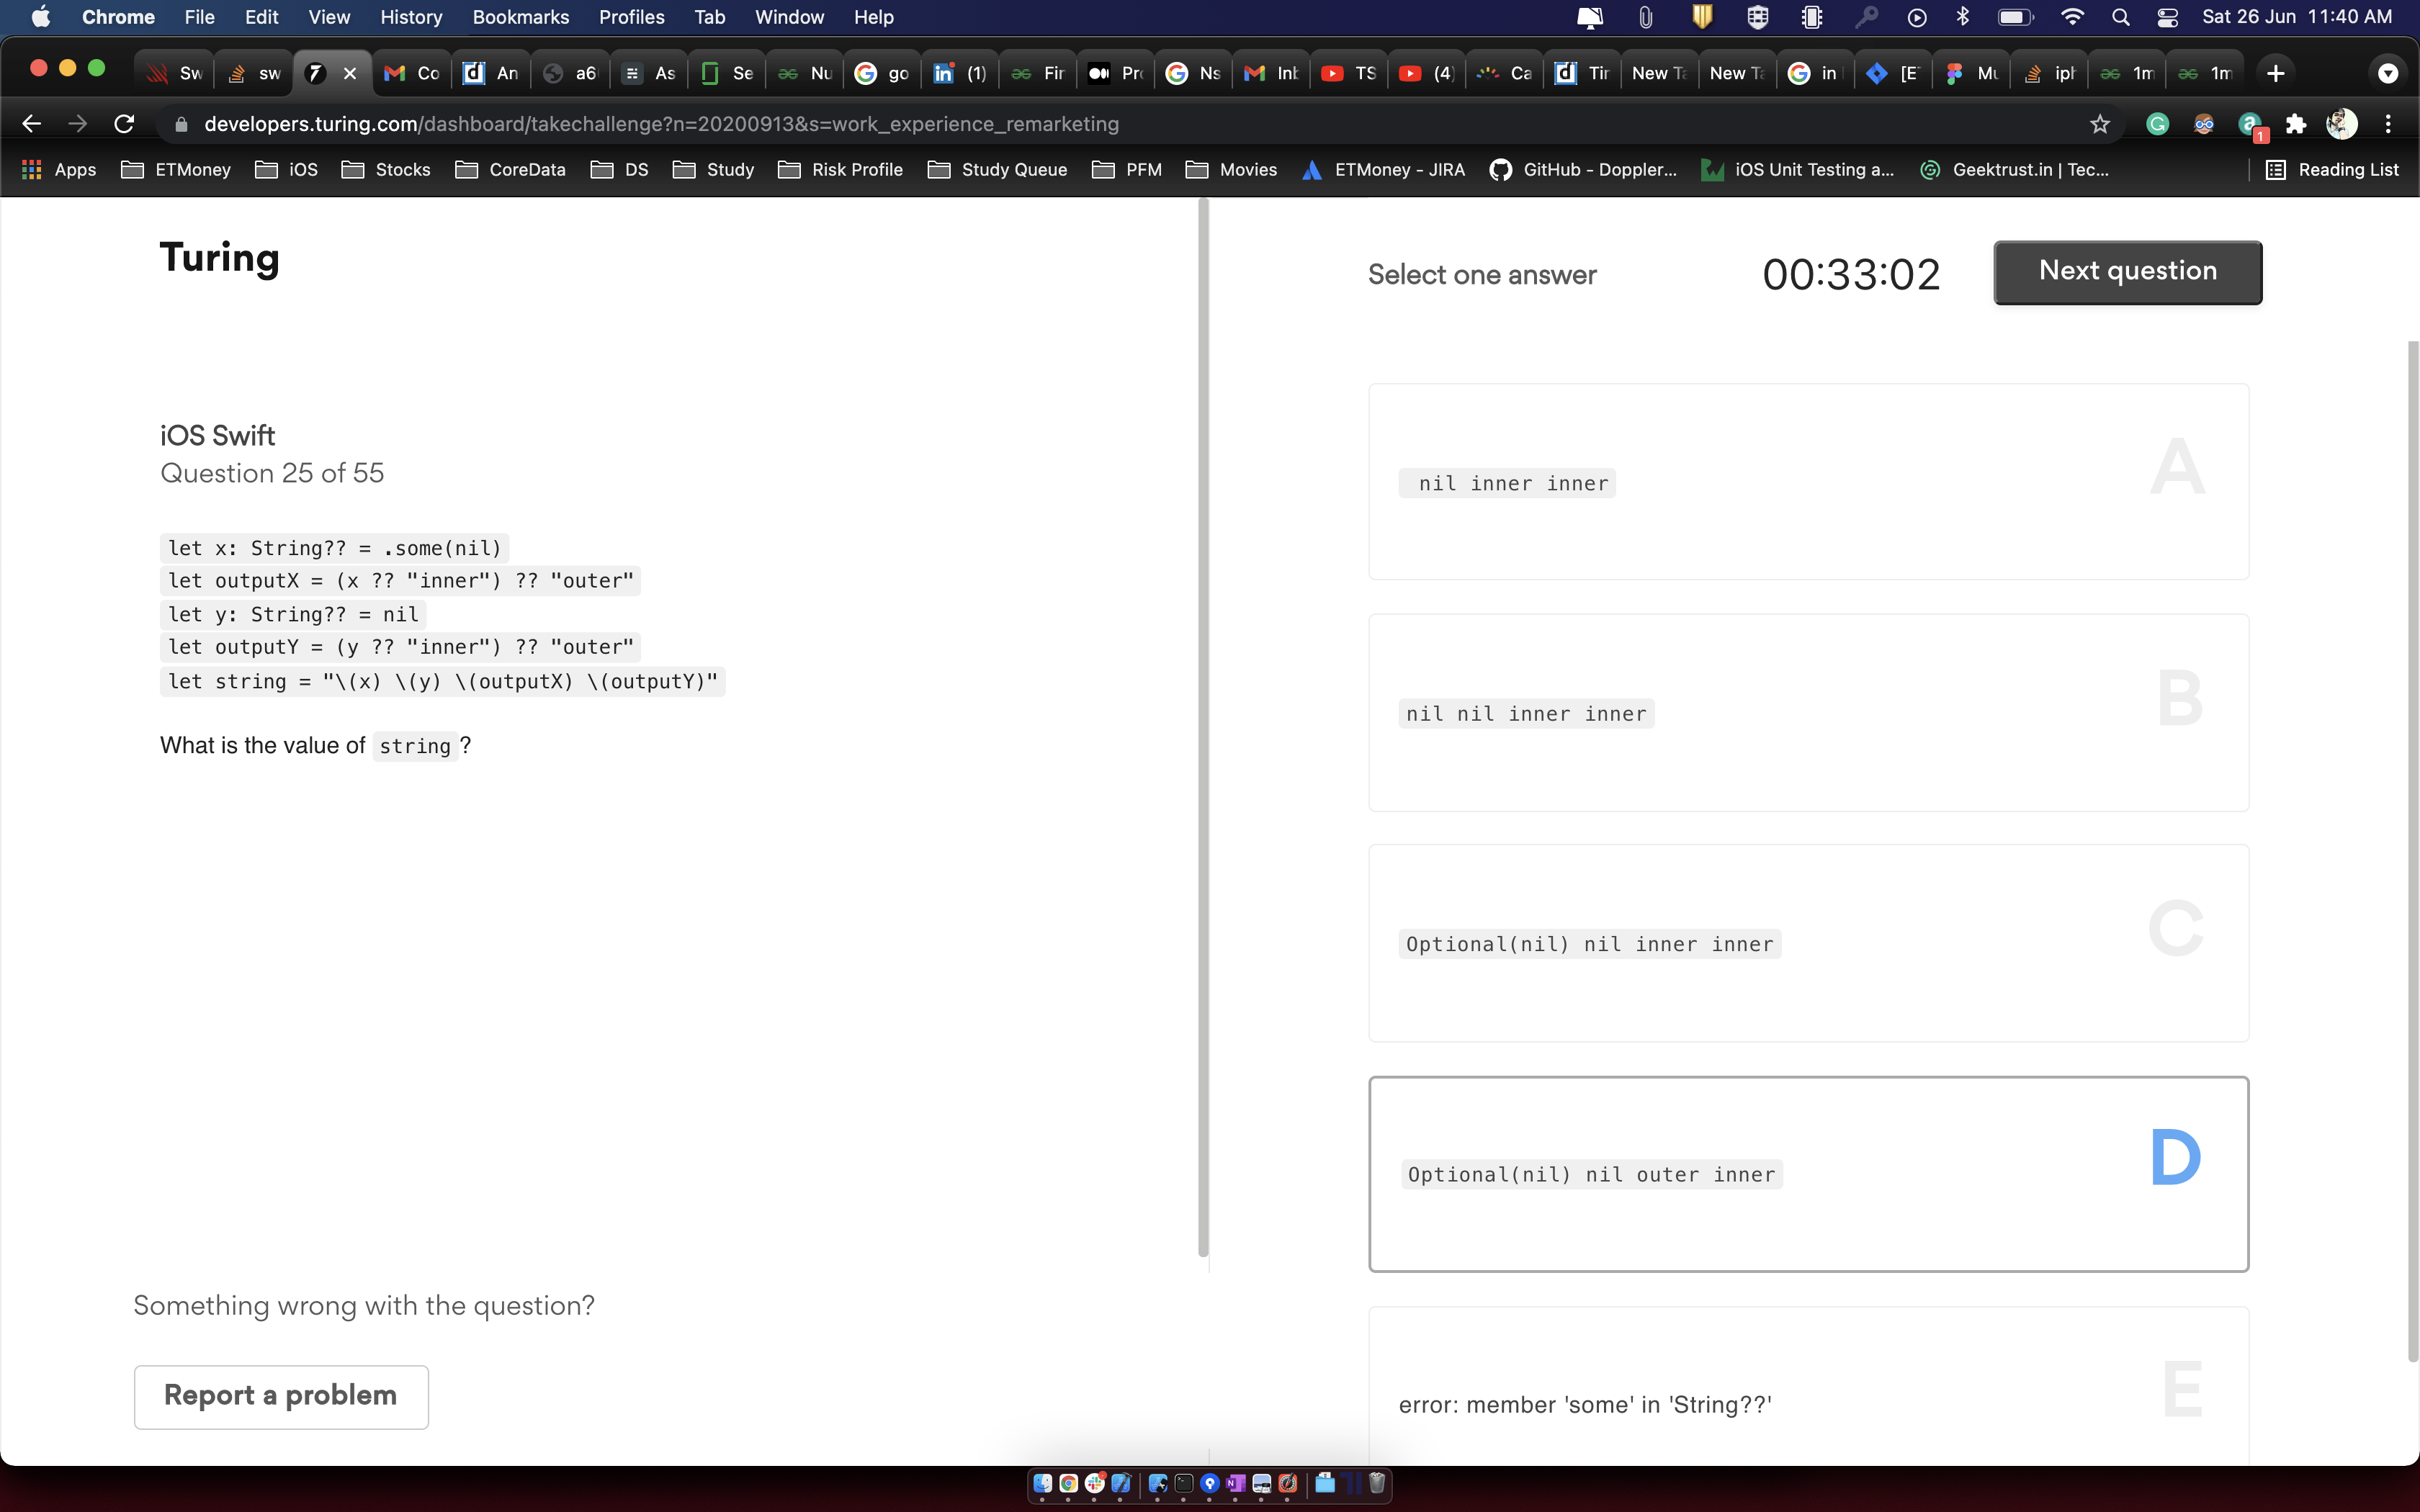 Chrome File Edit View History Bookmarks Profiles Tab Window Help Sat 26 Jun 11:40 AM
Sw sw Co An a6 As Se Nu go (1) Fir Pro Ns Int TS (4) Ca Tir New Ta New Ta in [E Mu iph 1m 1m
developers.turing.com/dashboard/takechallenge?n=20200913&s=work_experience_remarketing 1
Apps ETMoney iOS Stocks CoreData DS Study Risk Profile Study Queue PFM Movies ETMoney - JIRA GitHub - Doppler... iOS Unit Testing a... Geektrust.in | Tec... Reading List
Turing
iOS Swift
Question 25 of 55
let x: String?? = .some(nil)
let outputX = (x ?? "inner") ?? "outer"
let y: String?? = nil
let outputY = (y ?? "inner") ?? "outer"
let string = "\(x) \(y) \(outputX) \(outputY)"
What is the value of string?
Something wrong with the question?
Report a problem
Select one answer 00:33:02 Next question
nil inner inner A
nil nil inner inner B
Optional(nil) nil inner inner C
Optional(nil) nil outer inner D
error: member 'some' in 'String??' E